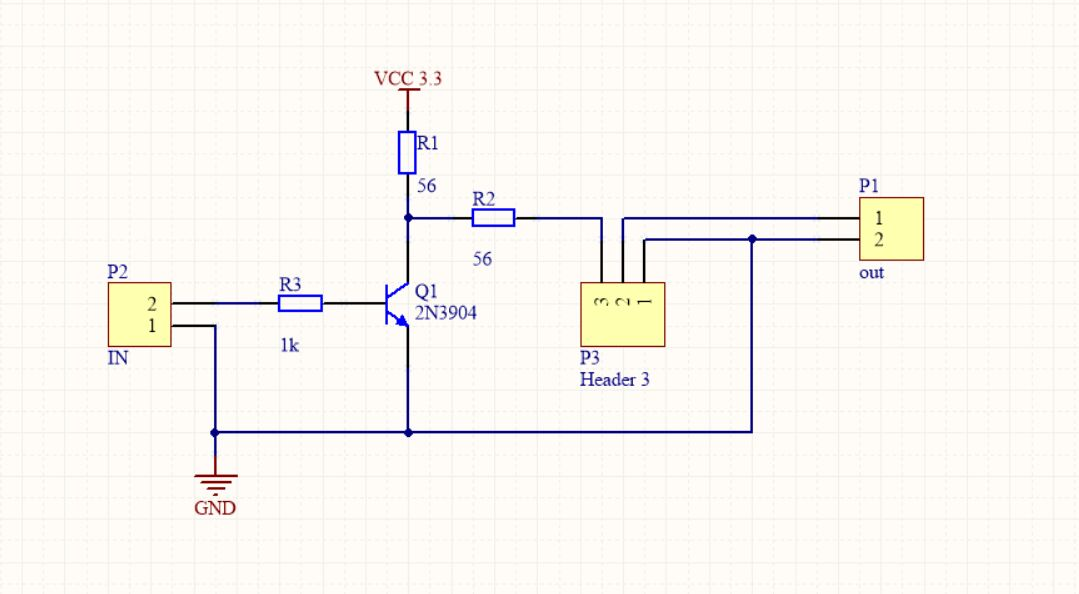 VCC 3.3
R1
56
R2
56
P1
1
2
out
P2
2
1
IN
R3
1k
Q1
2N3904
3 2 1
P3
Header 3
GND